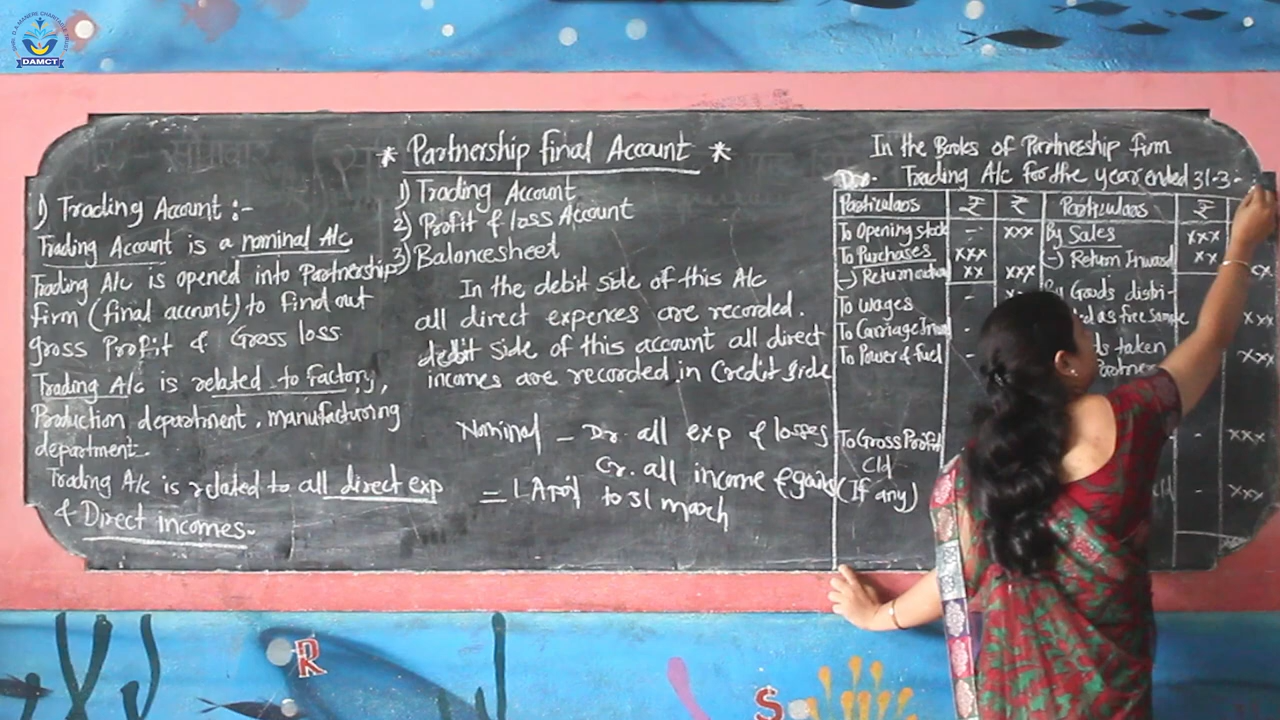 DAMCT
* Partnership final Account *
1) Trading Account :-
Trading Account is a nominal A/c
Trading A/c is opened into Partnership
firm (final account) to find out
gross Profit & Gross loss
Trading A/c is related to factory,
Production department, manufacturing
department.
Trading A/c is related to all direct exp
& Direct incomes.
1) Trading Account
2) Profit & loss Account
3) Balancesheet
In the debit side of this A/c
all direct expences are recorded.
debit side of this account all direct
incomes are recorded in Credit side
Nominal - Dr. all exp & losses
Cr. all income & gains
= 1 April to 31 march
In the Books of Partnership firm
Dr. Trading A/c for the year ended 31-3-
Particulars ₹ ₹ Particulars ₹
To Opening stock - xxx By Sales xxx
To Purchases xxx (-) Return Inward xx
(-) Return xx xxx
By Goods distri-
To wages -
as free sample xxx
To Carriage Inward -
To Power & fuel - taken xxx
Partner
To Gross Profit - xxx
C/d
(If any) - xxx
R
S